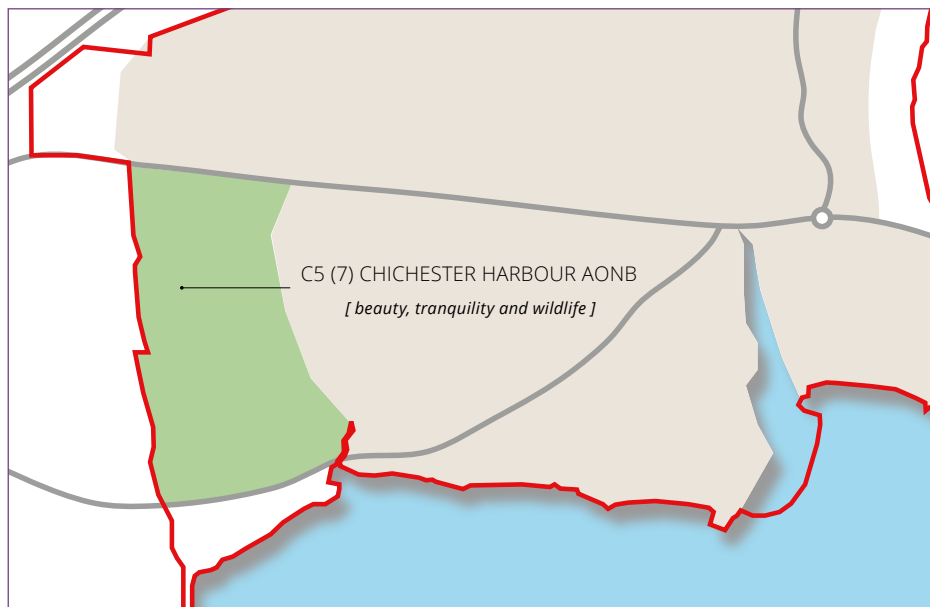 C5 (7) CHICHESTER HARBOUR AONB
[ beauty, tranquility and wildlife ]